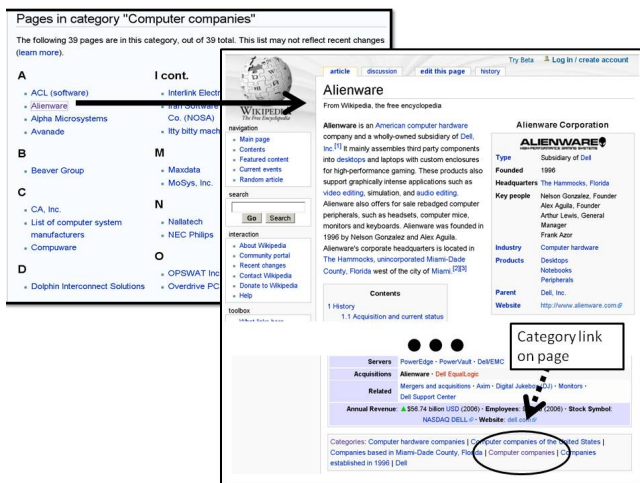 Pages in category "Computer companies"
The following 39 pages are in this category, out of 39 total. This list may not reflect recent changes
(learn more).
A
ACL (software)
Alienware
Alpha Microsystems
Avanade
B
Beaver Group
C
CA, Inc.
List of computer system
manufacturers
Compuware
D
Dolphin Interconnect Solutions
I cont.
Interlink Electr
Iran Software
Co. (NOSA)
Itty bitty mach
M
Maxdata
MoSys, Inc.
N
Nallatech
NEC Philips
O
OPSWAT Inc
Overdrive PC
WIKIPEDIA
The Free Encyclopedia
navigation
Main page
Contents
Featured content
Current events
Random article
search
Go Search
interaction
About Wikipedia
Community portal
Recent changes
Contact Wikipedia
Donate to Wikipedia
Help
toolbox
What links here
Try Beta Log in / create account
article discussion edit this page history
Alienware
From Wikipedia, the free encyclopedia
Alienware is an American computer hardware
company and a wholly-owned subsidiary of Dell,
Inc.[1] It mainly assembles third party components
into desktops and laptops with custom enclosures
for high-performance gaming. These products also
support graphically intense applications such as
video editing, simulation, and audio editing.
Alienware also offers for sale rebadged computer
peripherals, such as headsets, computer mice,
monitors and keyboards. Alienware was founded in
1996 by Nelson Gonzalez and Alex Aguila.
Alienware's corporate headquarters is located in
The Hammocks, unincorporated Miami-Dade
County, Florida west of the city of Miami.[2][3]
Contents
1 History
1.1 Acquisition and current status
Alienware Corporation
ALIENWARE
HIGH-PERFORMANCE GAMING SYSTEMS
Type Subsidiary of Dell
Founded 1996
Headquarters The Hammocks, Florida
Key people Nelson Gonzalez, Founder
Alex Aguila, Founder
Arthur Lewis, General
Manager
Frank Azor
Industry Computer hardware
Products Desktops
Notebooks
Peripherals
Parent Dell, Inc.
Website http://www.alienware.com
Category link
on page
Servers PowerEdge · PowerVault · Dell/EMC
Acquisitions Alienware · Dell EqualLogic
Related Mergers and acquisitions · Axim · Digital Jukebox (DJ) · Monitors ·
Dell Support Center
Annual Revenue: ▲ $56.74 billion USD (2006) · Employees: (2006) · Stock Symbol:
NASDAQ DELL · Website: dell.com
Categories: Computer hardware companies | Computer companies of the United States |
Companies based in Miami-Dade County, Florida | Computer companies | Companies
established in 1996 | Dell